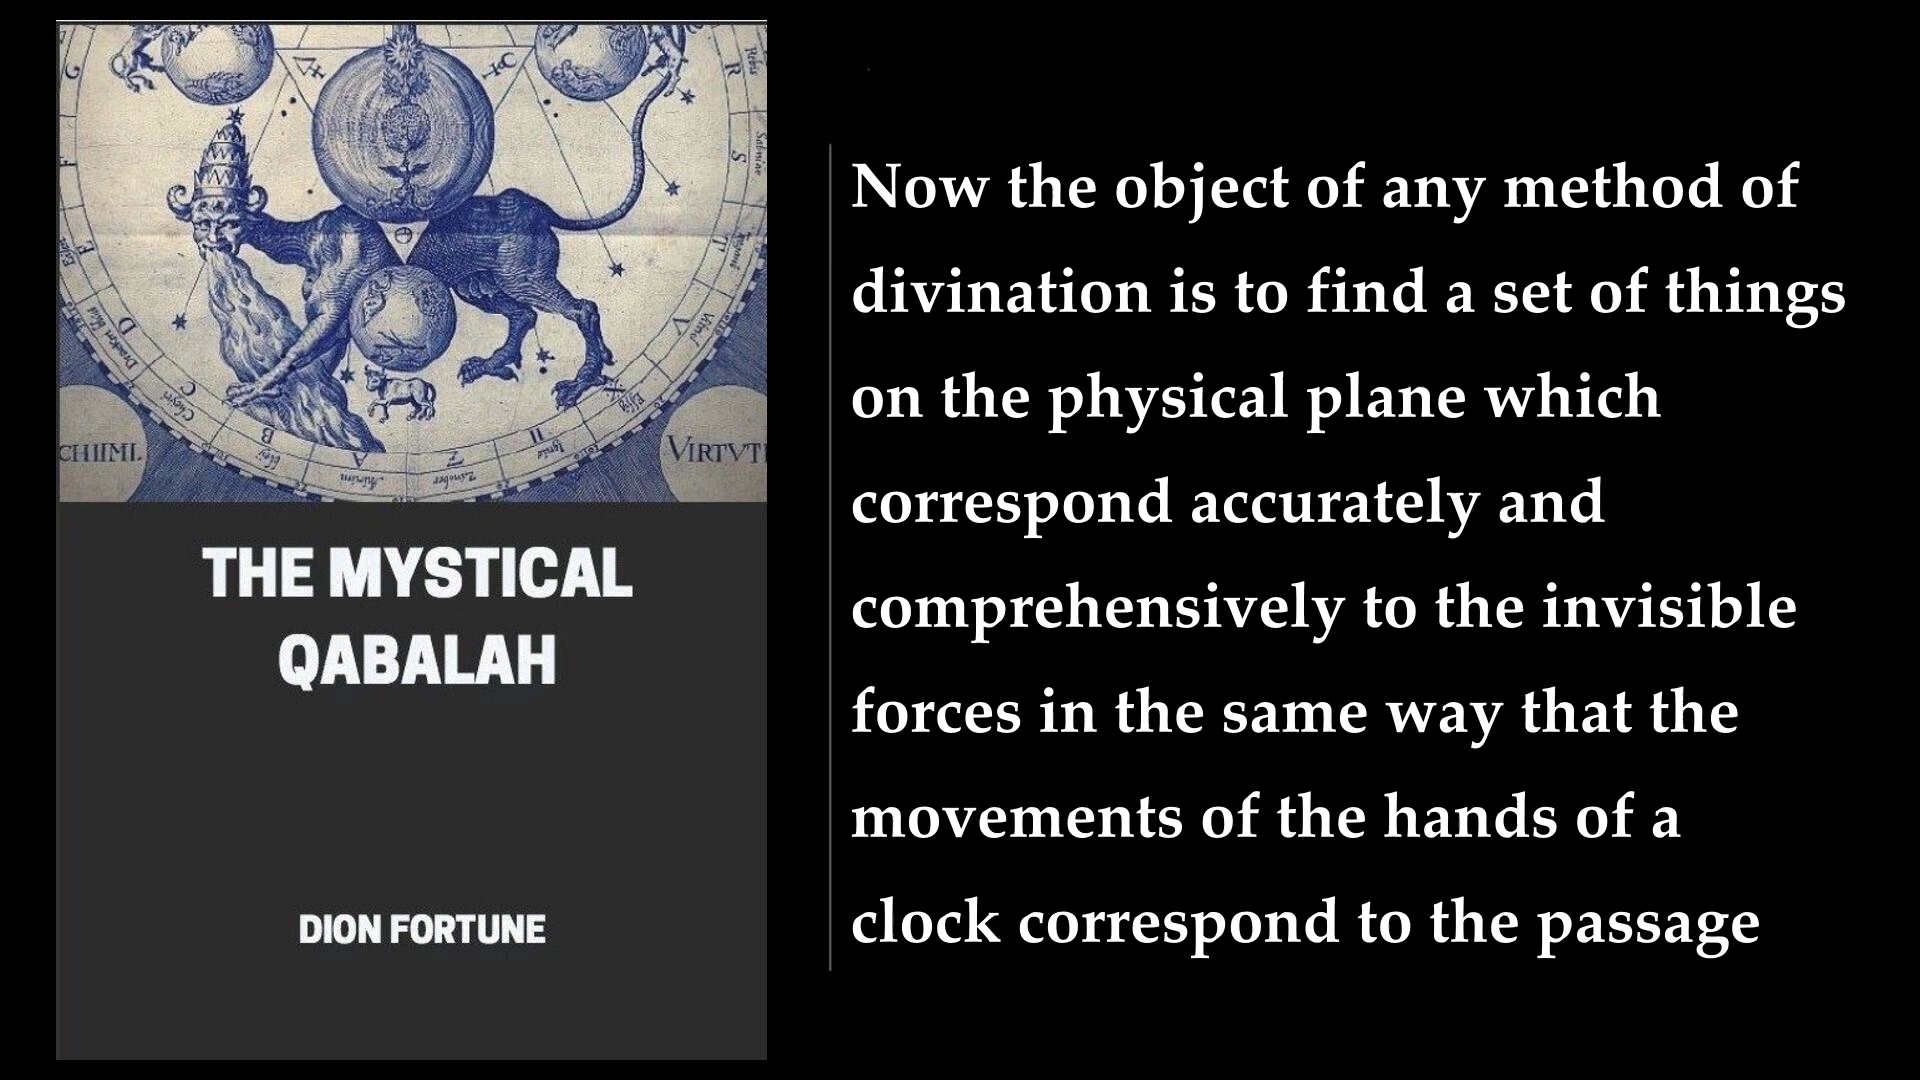 CHIIMI.
VIRTVTI
THE MYSTICAL
QABALAH
DION FORTUNE
Now the object of any method of
divination is to find a set of things
on the physical plane which
correspond accurately and
comprehensively to the invisible
forces in the same way that the
movements of the hands of a
clock correspond to the passage